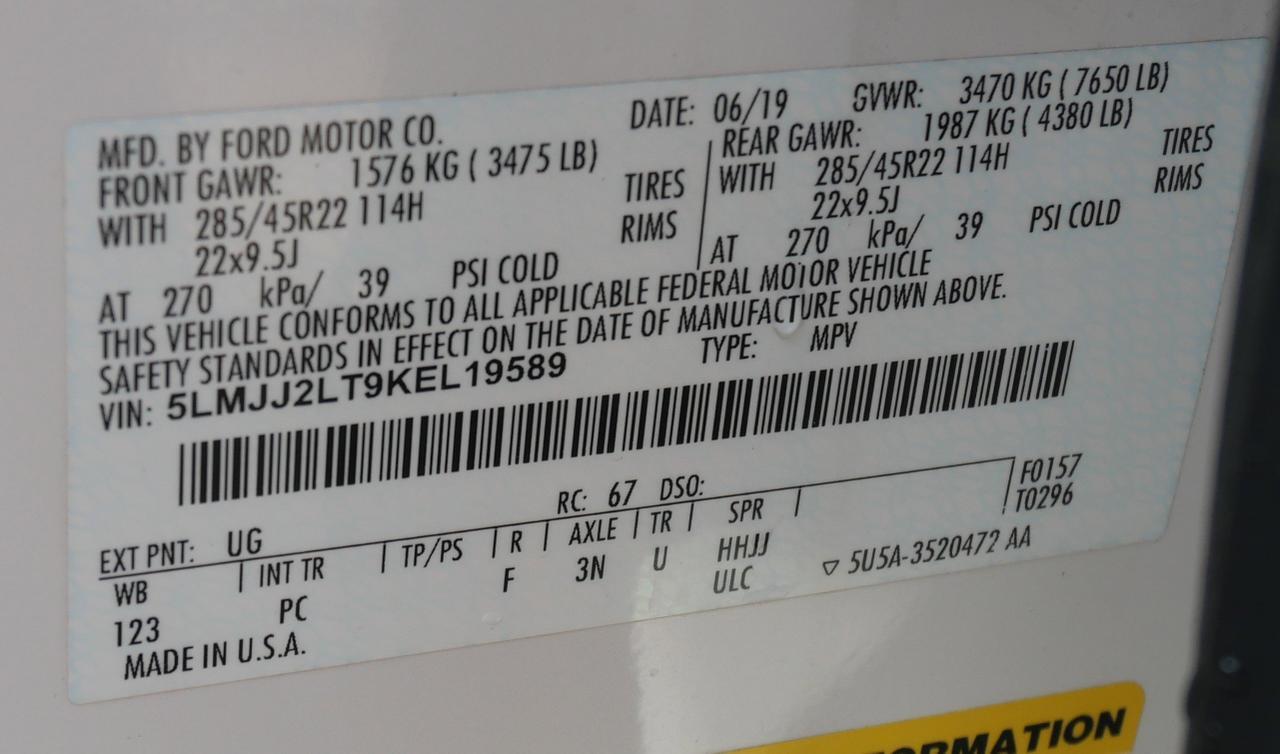 MFD. BY FORD MOTOR CO. DATE: 06/19 GVWR: 3470 KG ( 7650 LB)
FRONT GAWR: 1576 KG ( 3475 LB) REAR GAWR: 1987 KG ( 4380 LB)
WITH 285/45R22 114H TIRES WITH 285/45R22 114H TIRES
22x9.5J RIMS 22x9.5J RIMS
AT 270 kPa/ 39 PSI COLD AT 270 kPa/ 39 PSI COLD
THIS VEHICLE CONFORMS TO ALL APPLICABLE FEDERAL MOTOR VEHICLE
SAFETY STANDARDS IN EFFECT ON THE DATE OF MANUFACTURE SHOWN ABOVE.
VIN: 5LMJJ2LT9KEL19589 TYPE: MPV
EXT PNT: UG RC: 67 DSO: F0157
WB INT TR TP/PS R AXLE TR SPR T0296
123 PC F 3N U HHJJ
ULC ▽ 5U5A-3520472 AA
MADE IN U.S.A.